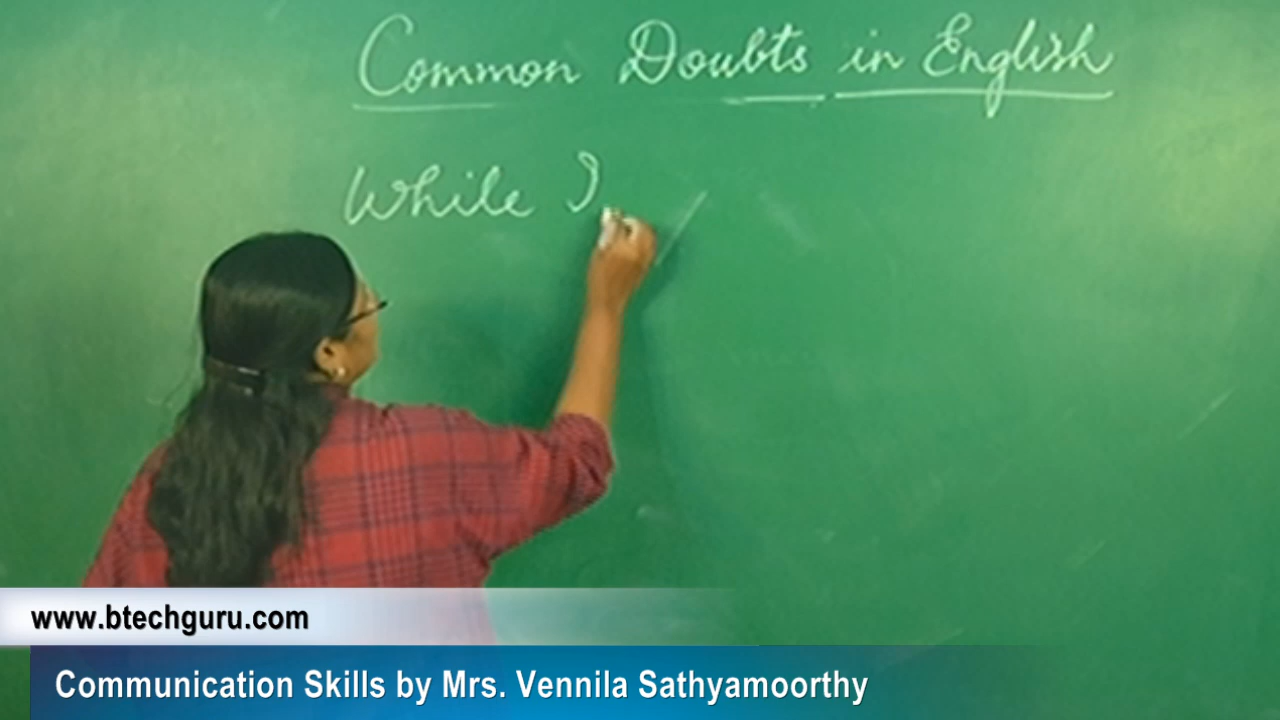 Common Doubts in English
While I
www.btechguru.com
Communication Skills by Mrs. Vennila Sathyamoorthy